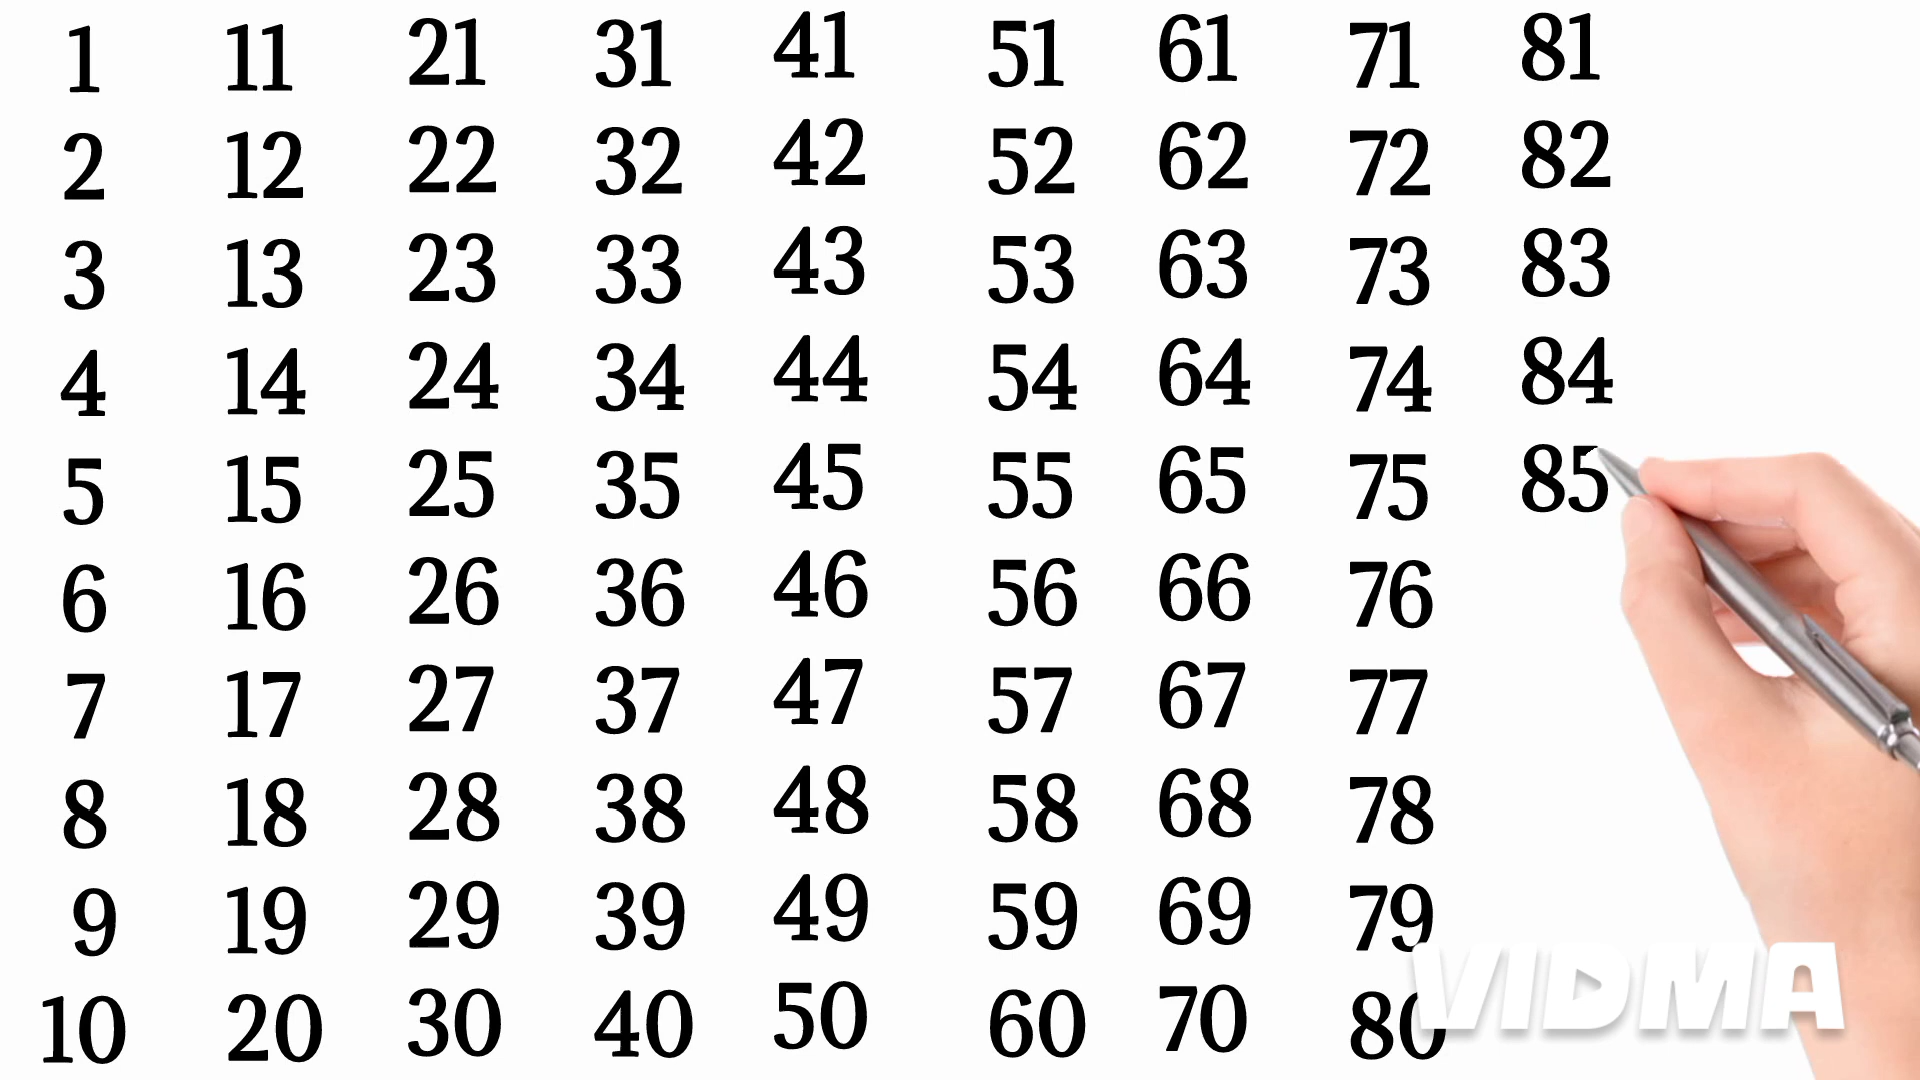 1 11 21 31 41 51 61 71 81
2 12 22 32 42 52 62 72 82
3 13 23 33 43 53 63 73 83
4 14 24 34 44 54 64 74 84
5 15 25 35 45 55 65 75 85
6 16 26 36 46 56 66 76
7 17 27 37 47 57 67 77
8 18 28 38 48 58 68 78
9 19 29 39 49 59 69 79
10 20 30 40 50 60 70 80
VIDMA